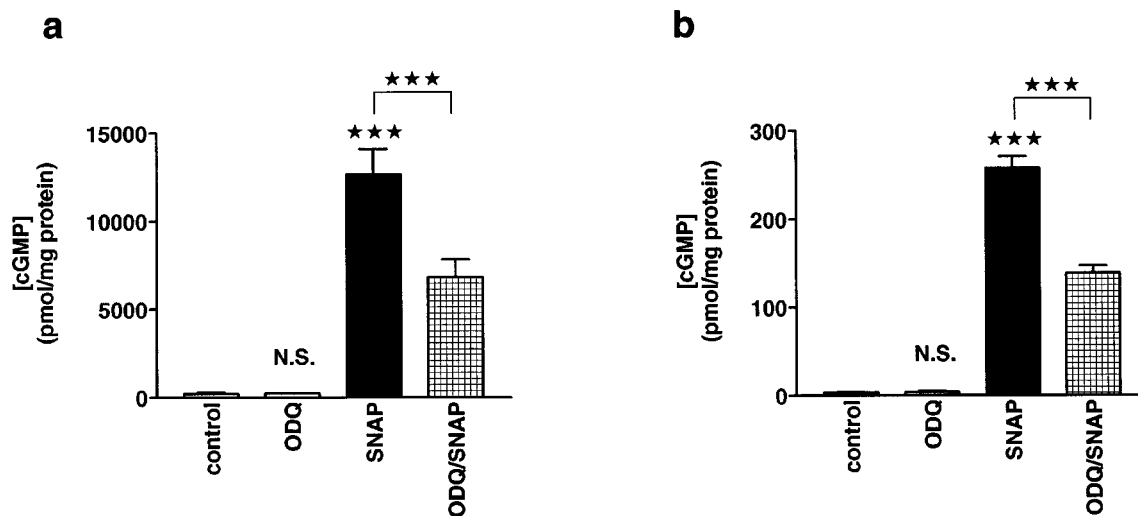 a
★★★
15000
★★★
10000
5000
0
[cGMP]
(pmol/mg protein)
N.S.
control
ODQ
SNAP
ODQ/SNAP
b
★★★
300
★★★
200
100
0
[cGMP]
(pmol/mg protein)
N.S.
control
ODQ
SNAP
ODQ/SNAP